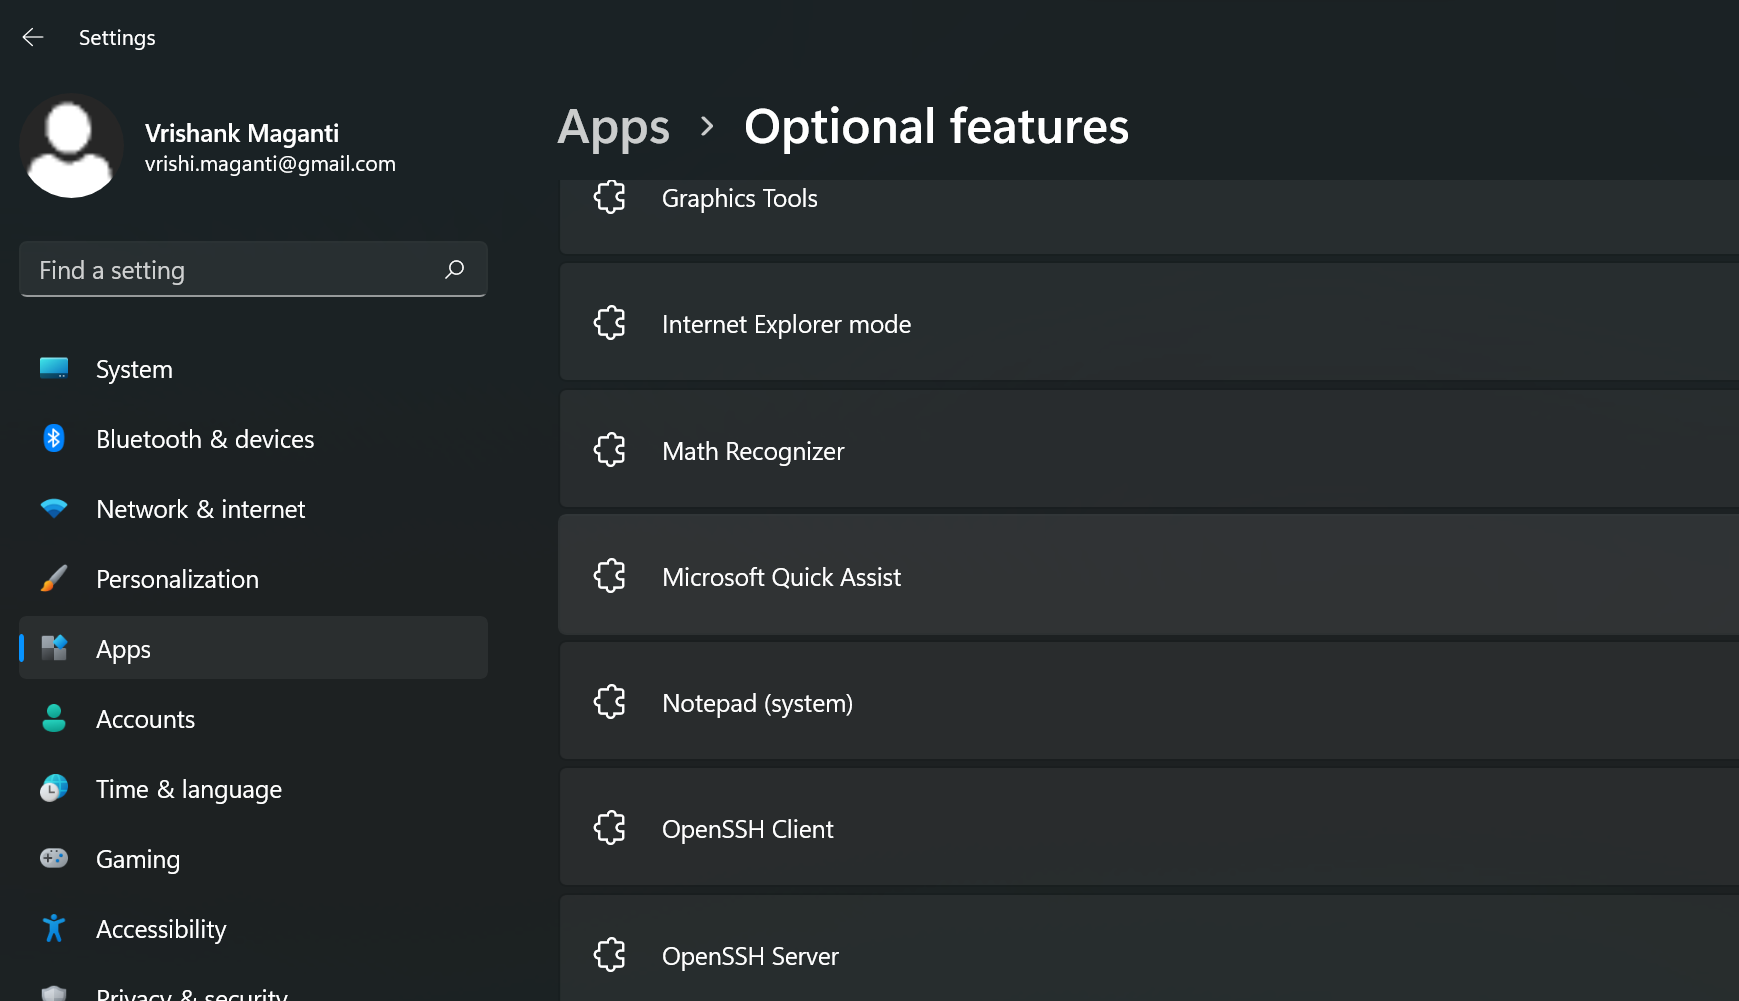 Settings
Vrishank Maganti
vrishi.maganti@gmail.com
Find a setting
System
Bluetooth & devices
Network & internet
Personalization
Apps
Accounts
Time & language
Gaming
Accessibility
Privacy & security
Apps > Optional features
Graphics Tools
Internet Explorer mode
Math Recognizer
Microsoft Quick Assist
Notepad (system)
OpenSSH Client
OpenSSH Server